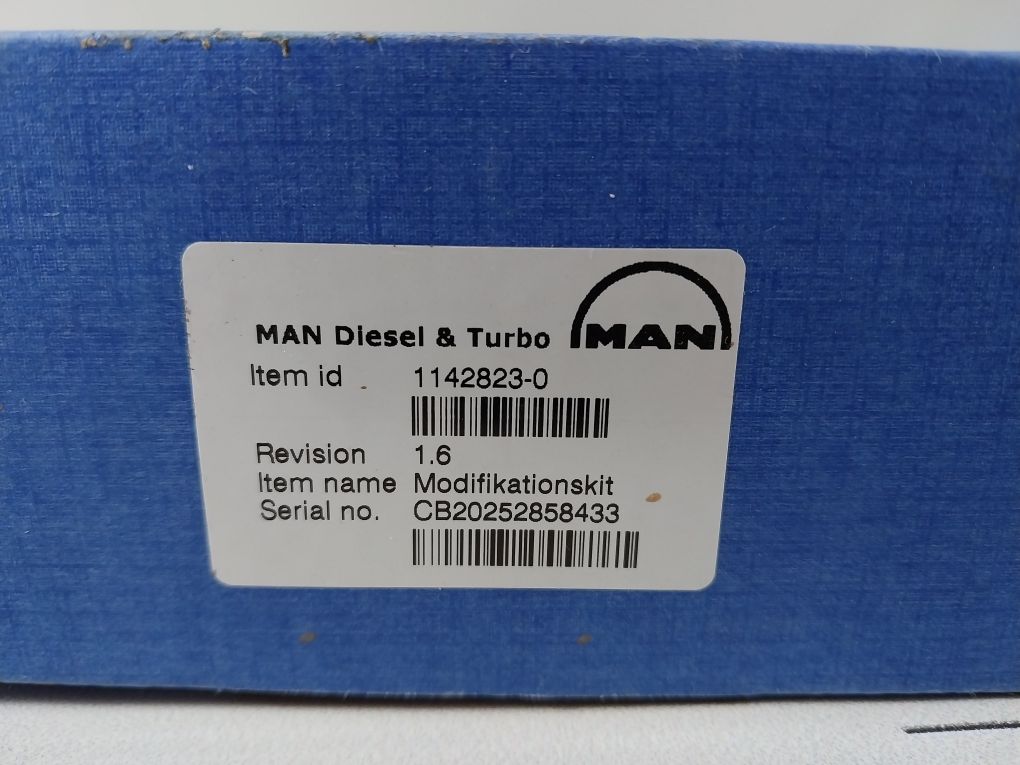 MAN
MAN Diesel & Turbo
Item id 1142823-0
Revision 1.6
Item name Modifikationskit
Serial no. CB20252858433